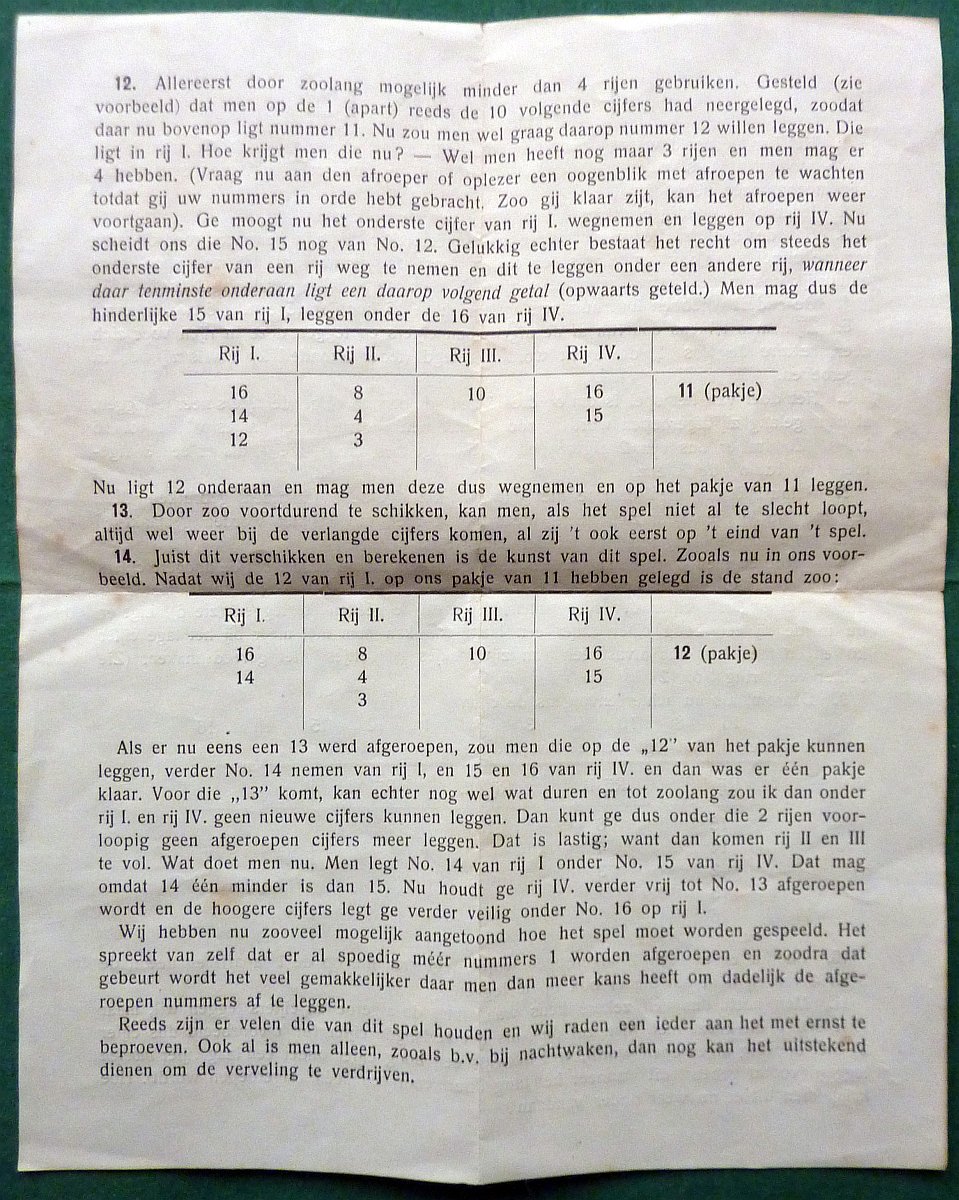 12. Allereerst door zoolang mogelijk minder dan 4 rijen gebruiken. Gesteld (zie
voorbeeld) dat men op de 1 (apart) reeds de 10 volgende cijfers had neergelegd, zoodat
daar nu bovenop ligt nummer 11. Nu zou men wel graag daarop nummer 12 willen leggen. Die
ligt in rij I. Hoe krijgt men die nu? — Wel men heeft nog maar 3 rijen en men mag er
4 hebben. (Vraag nu aan den afroeper of oplezer een oogenblik met afroepen te wachten
totdat gij uw nummers in orde hebt gebracht. Zoo gij klaar zijt, kan het afroepen weer
voortgaan). Ge moogt nu het onderste cijfer van rij I. wegnemen en leggen op rij IV. Nu
scheidt ons die No. 15 nog van No. 12. Gelukkig echter bestaat het recht om steeds het
onderste cijfer van een rij weg te nemen en dit te leggen onder een andere rij, wanneer
daar tenminste onderaan ligt een daarop volgend getal (opwaarts geteld.) Men mag dus de
hinderlijke 15 van rij I, leggen onder de 16 van rij IV.
Rij I. Rij II. Rij III. Rij IV.
16 8 10 16 11 (pakje)
14 4 15
12 3
Nu ligt 12 onderaan en mag men deze dus wegnemen en op het pakje van 11 leggen.
13. Door zoo voortdurend te schikken, kan men, als het spel niet al te slecht loopt,
altijd wel weer bij de verlangde cijfers komen, al zij 't ook eerst op 't eind van 't spel.
14. Juist dit verschikken en berekenen is de kunst van dit spel. Zooals nu in ons voor-
beeld. Nadat wij de 12 van rij I. op ons pakje van 11 hebben gelegd is de stand zoo:
Rij I. Rij II. Rij III. Rij IV.
16 8 10 16 12 (pakje)
14 4 15
3
Als er nu eens een 13 werd afgeroepen, zou men die op de „12” van het pakje kunnen
leggen, verder No. 14 nemen van rij I, en 15 en 16 van rij IV. en dan was er één pakje
klaar. Voor die „13” komt, kan echter nog wel wat duren en tot zoolang zou ik dan onder
rij I. en rij IV. geen nieuwe cijfers kunnen leggen. Dan kunt ge dus onder die 2 rijen voor-
loopig geen afgeroepen cijfers meer leggen. Dat is lastig; want dan komen rij II en III
te vol. Wat doet men nu. Men legt No. 14 van rij I onder No. 15 van rij IV. Dat mag
omdat 14 één minder is dan 15. Nu houdt ge rij IV. verder vrij tot No. 13 afgeroepen
wordt en de hoogere cijfers legt ge verder veilig onder No. 16 op rij I.
Wij hebben nu zooveel mogelijk aangetoond hoe het spel moet worden gespeeld. Het
spreekt van zelf dat er al spoedig méér nummers 1 worden afgeroepen en zoodra dat
gebeurt wordt het veel gemakkelijker daar men dan meer kans heeft om dadelijk de afge-
roepen nummers af te leggen.
Reeds zijn er velen die van dit spel houden en wij raden een ieder aan het met ernst te
beproeven. Ook al is men alleen, zooals b.v. bij nachtwaken, dan nog kan het uitstekend
dienen om de verveling te verdrijven.